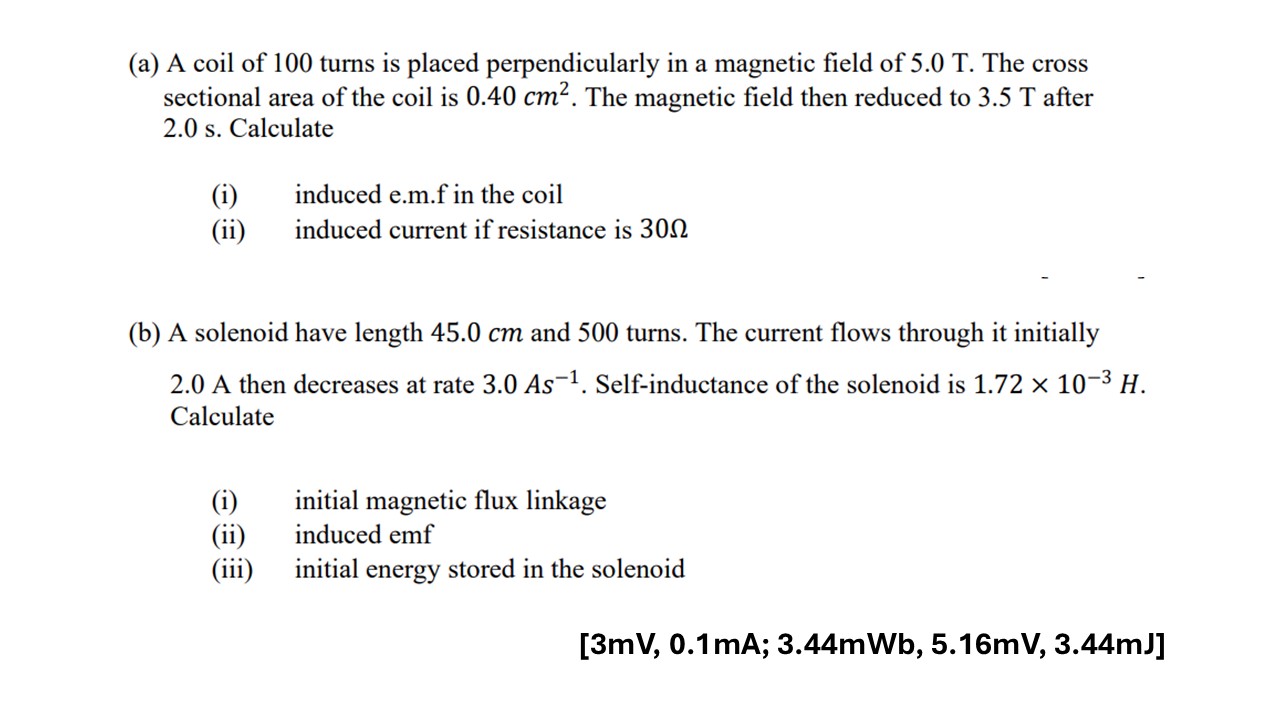 (a) A coil of 100 turns is placed perpendicularly in a magnetic field of 5.0 T. The cross
sectional area of the coil is 0.40 cm². The magnetic field then reduced to 3.5 T after
2.0 s. Calculate
(i) induced e.m.f in the coil
(ii) induced current if resistance is 30Ω
- -
(b) A solenoid have length 45.0 cm and 500 turns. The current flows through it initially
2.0 A then decreases at rate 3.0 As⁻¹. Self-inductance of the solenoid is 1.72 × 10⁻³ H.
Calculate
(i) initial magnetic flux linkage
(ii) induced emf
(iii) initial energy stored in the solenoid
[3mV, 0.1mA; 3.44mWb, 5.16mV, 3.44mJ]